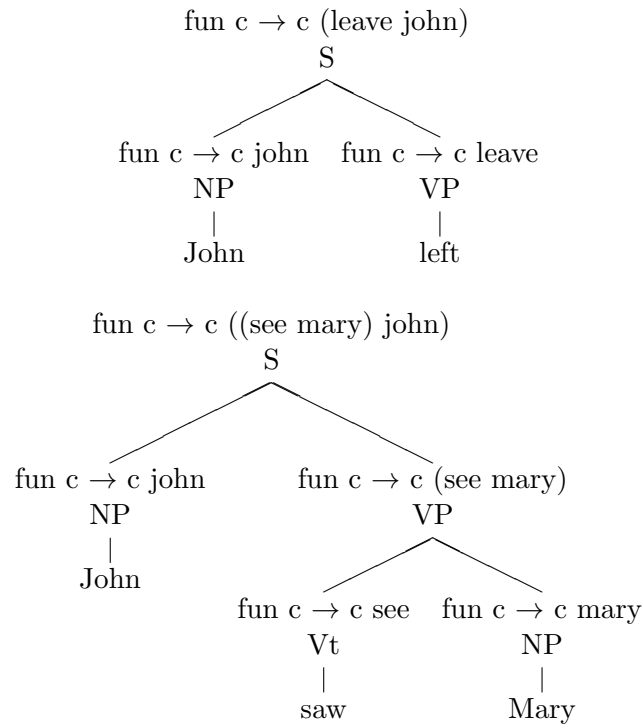 fun c → c (leave john)
S
fun c → c john fun c → c leave
NP VP
John left
fun c → c ((see mary) john)
S
fun c → c john fun c → c (see mary)
NP VP
John
fun c → c see fun c → c mary
Vt NP
saw Mary